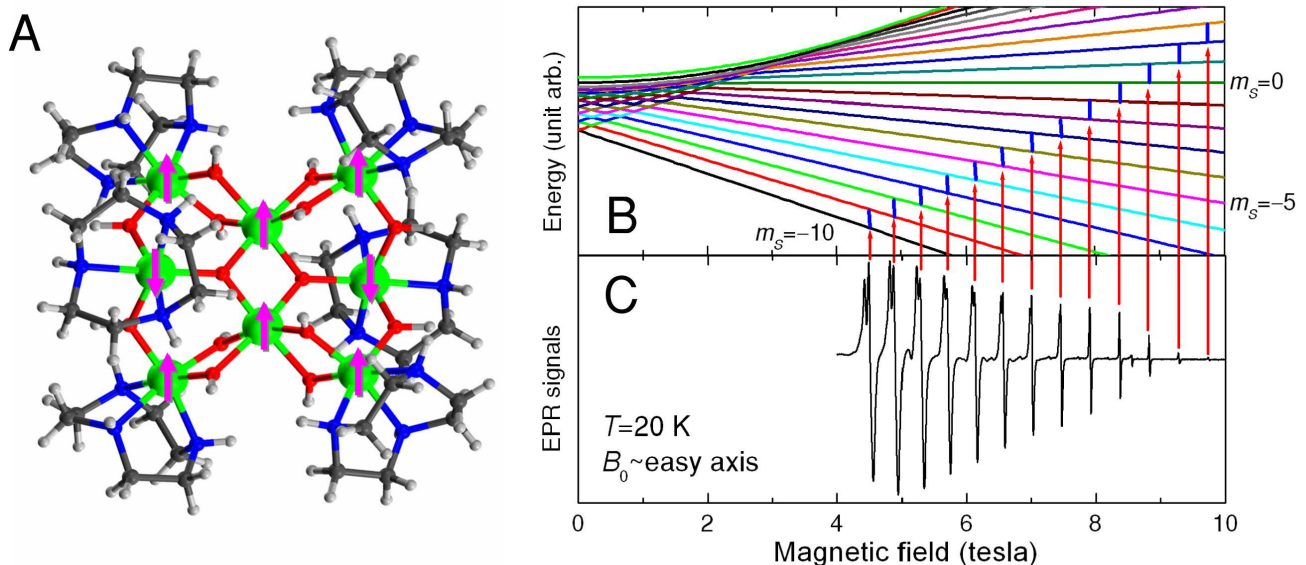 A
B
Energy (unit arb.)
m_S=0
m_S=−5
m_S=−10
C
EPR signals
T=20 K
B_0~easy axis
0 2 4 6 8 10
Magnetic field (tesla)